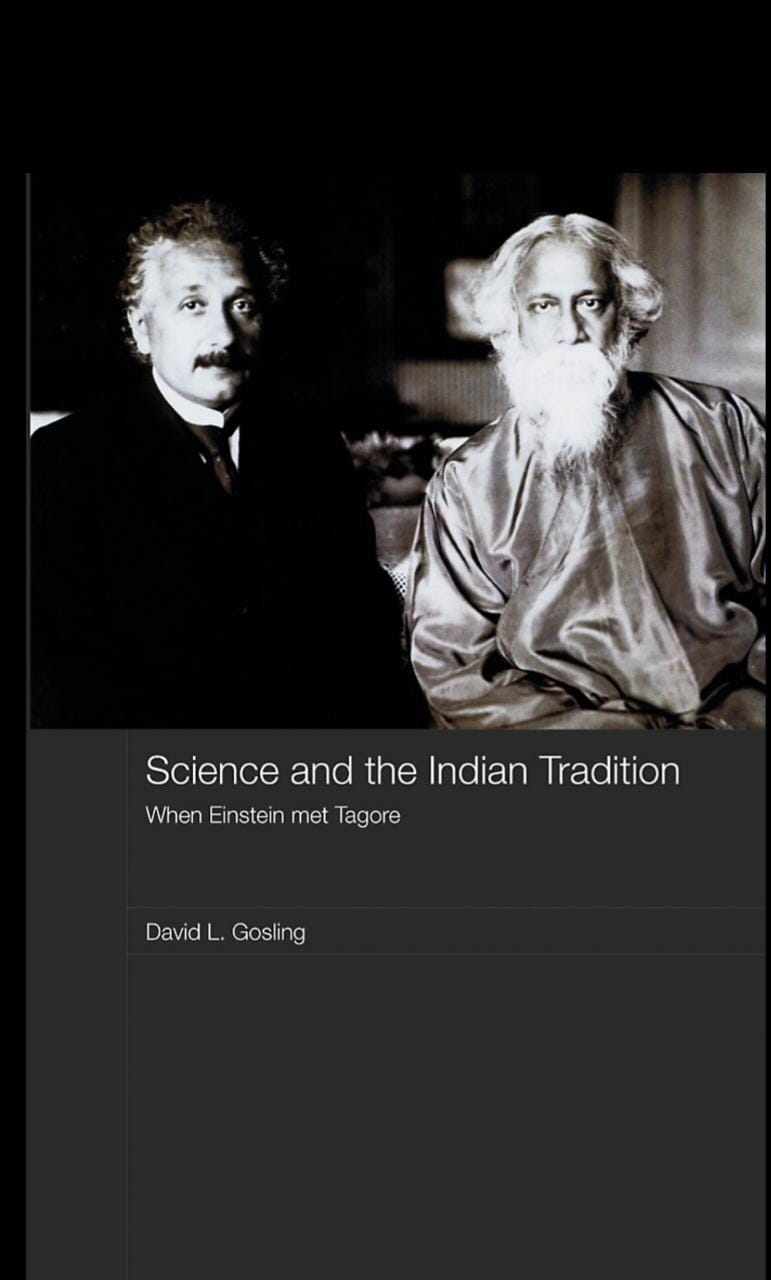 Science and the Indian Tradition
When Einstein met Tagore
David L. Gosling